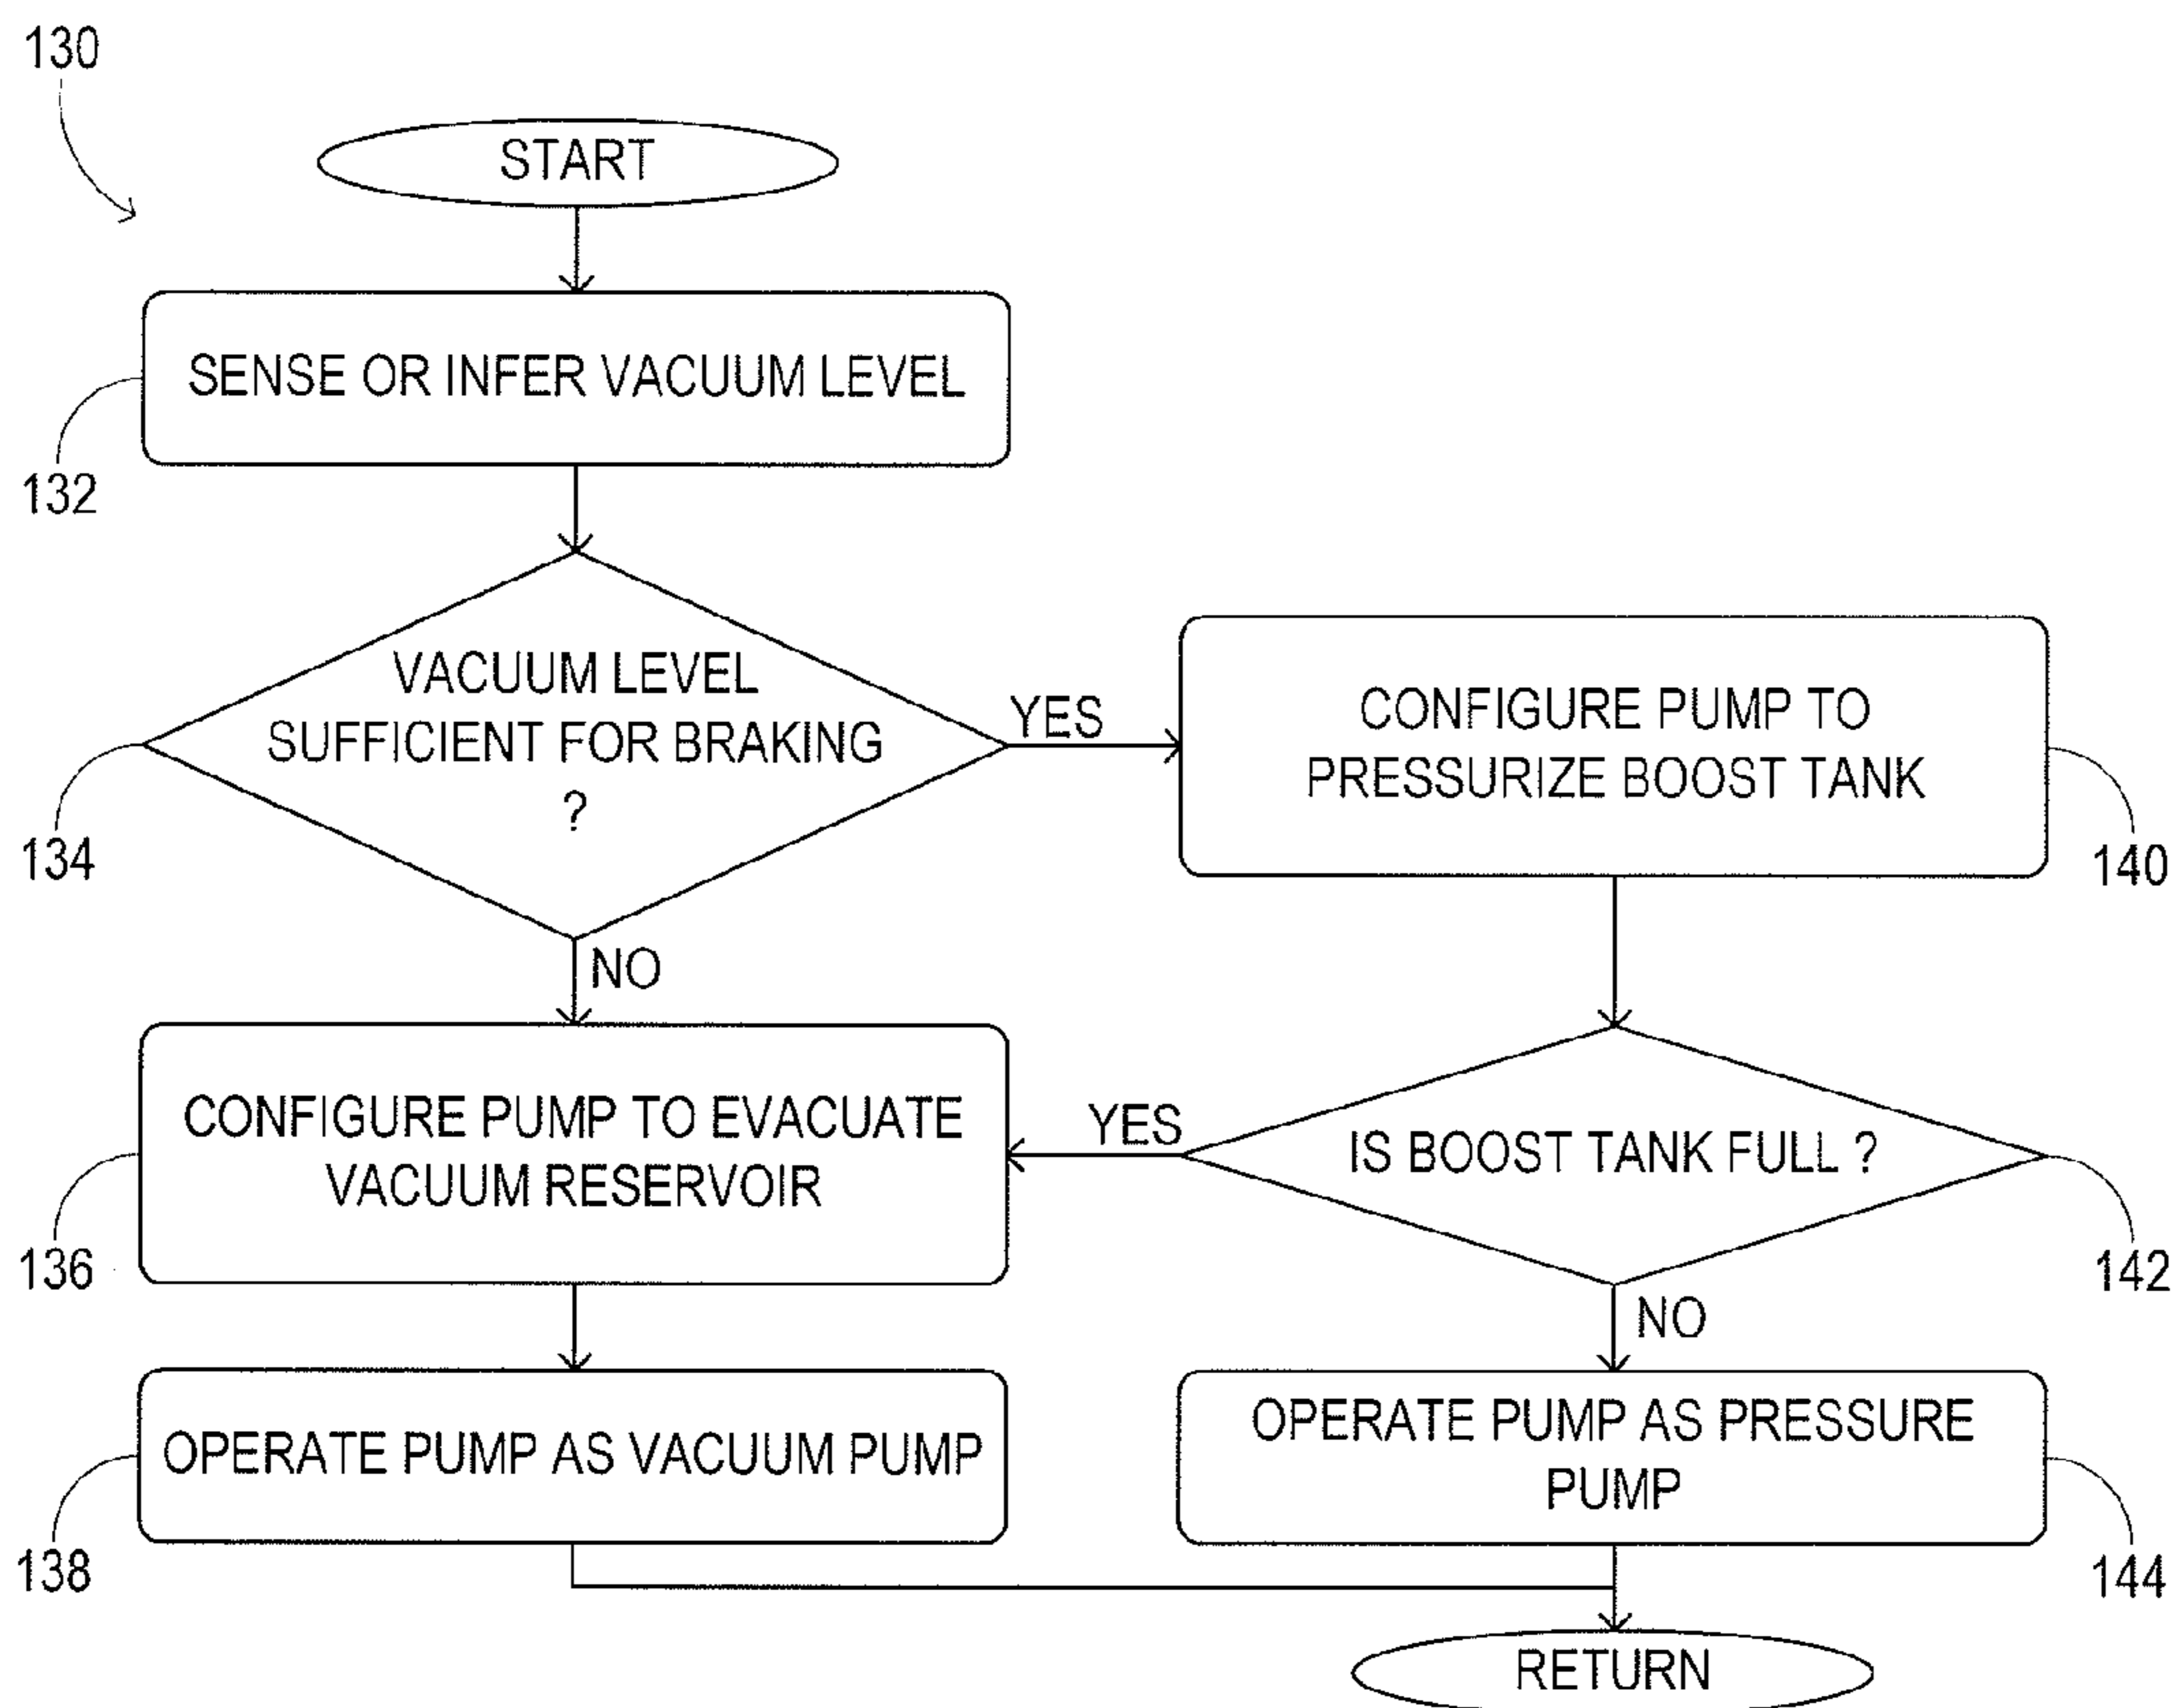 130
START
SENSE OR INFER VACUUM LEVEL
132
VACUUM LEVEL
SUFFICIENT FOR BRAKING
?
134
YES
CONFIGURE PUMP TO
PRESSURIZE BOOST TANK
140
NO
CONFIGURE PUMP TO EVACUATE
VACUUM RESERVOIR
136
YES
IS BOOST TANK FULL ?
142
NO
OPERATE PUMP AS VACUUM PUMP
138
OPERATE PUMP AS PRESSURE
PUMP
144
RETURN